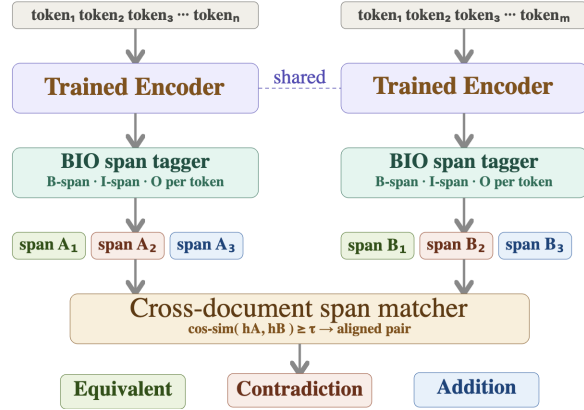 token₁ token₂ token₃ ··· tokenₙ
token₁ token₂ token₃ ··· tokenₘ
Trained Encoder
shared
Trained Encoder
BIO span tagger
B-span · I-span · O per token
BIO span tagger
B-span · I-span · O per token
span A₁
span A₂
span A₃
span B₁
span B₂
span B₃
Cross-document span matcher
cos-sim( hA, hB ) ≥ τ → aligned pair
Equivalent
Contradiction
Addition